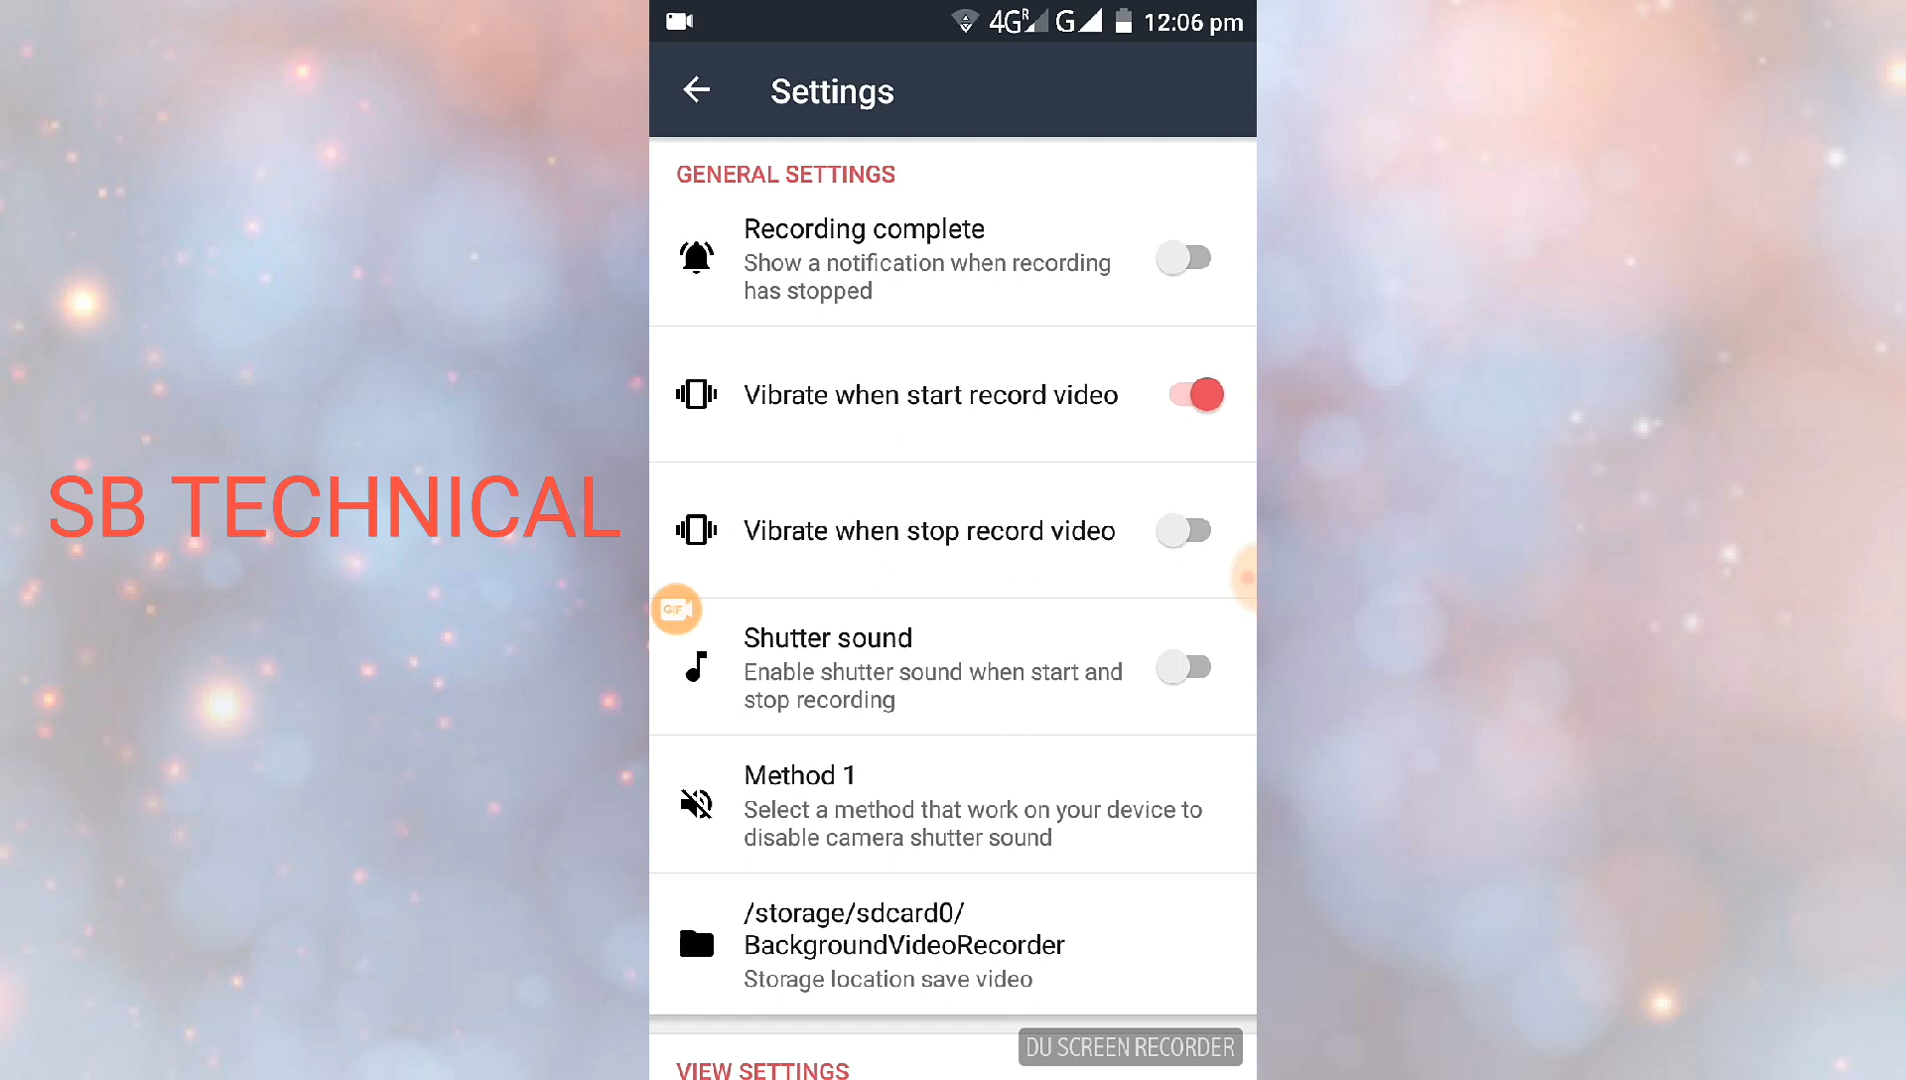 4G R G 12:06 pm
Settings
GENERAL SETTINGS
Recording complete
Show a notification when recording
has stopped
Vibrate when start record video
SB TECHNICAL
Vibrate when stop record video
GIF
Shutter sound
Enable shutter sound when start and
stop recording
Method 1
Select a method that work on your device to
disable camera shutter sound
/storage/sdcard0/
BackgroundVideoRecorder
Storage location save video
DU SCREEN RECORDER
VIEW SETTINGS